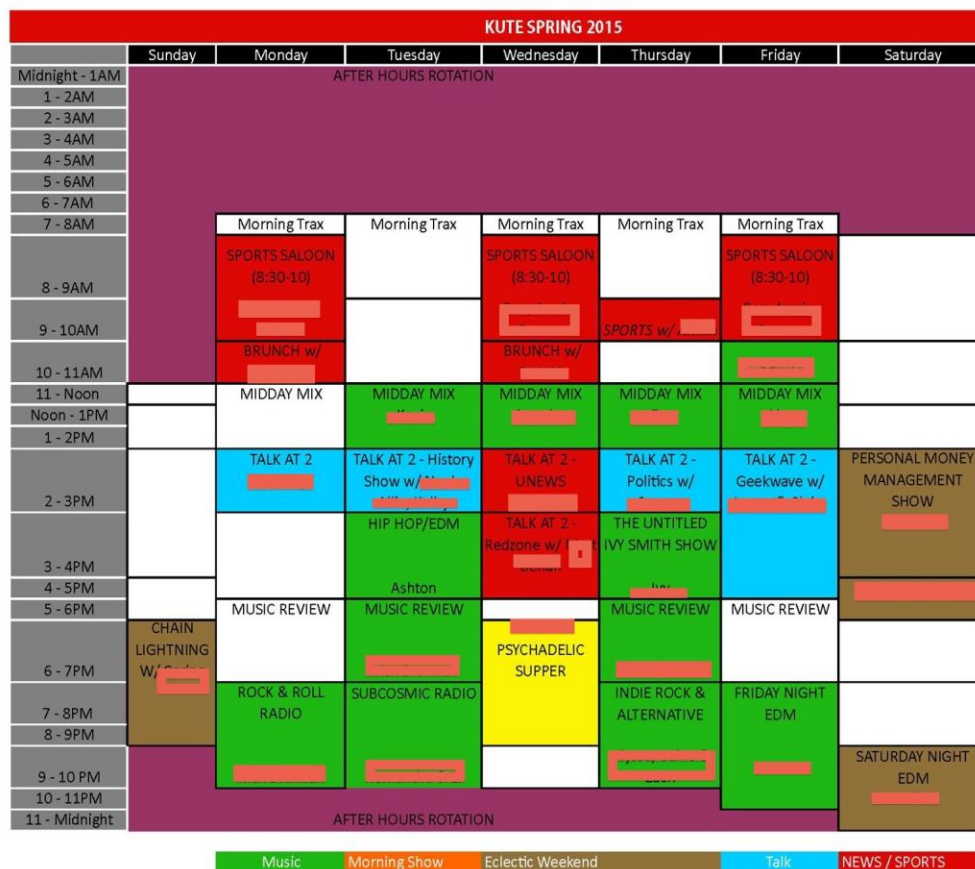 KUTE SPRING 2015
Sunday Monday Tuesday Wednesday Thursday Friday Saturday
Midnight - 1AM AFTER HOURS ROTATION
1 - 2AM
2 - 3AM
3 - 4AM
4 - 5AM
5 - 6AM
6 - 7AM
7 - 8AM Morning Trax Morning Trax Morning Trax Morning Trax Morning Trax
SPORTS SALOON SPORTS SALOON SPORTS SALOON
(8:30-10) (8:30-10) (8:30-10)
8 - 9AM
9 - 10AM SPORTS w/
BRUNCH w/ BRUNCH w/
10 - 11AM
11 - Noon MIDDAY MIX MIDDAY MIX MIDDAY MIX MIDDAY MIX MIDDAY MIX
Noon - 1PM
1 - 2PM
TALK AT 2 TALK AT 2 - History TALK AT 2 - TALK AT 2 - TALK AT 2 - PERSONAL MONEY
Show w/ UNEWS Politics w/ Geekwave w/ MANAGEMENT
2 - 3PM SHOW
HIP HOP/EDM TALK AT 2 - THE UNTITLED
Redzone w/ IVY SMITH SHOW
3 - 4PM
4 - 5PM Ashton
5 - 6PM MUSIC REVIEW MUSIC REVIEW MUSIC REVIEW MUSIC REVIEW
CHAIN
LIGHTNING PSYCHADELIC
6 - 7PM W/ SUPPER
ROCK & ROLL SUBCOSMIC RADIO INDIE ROCK & FRIDAY NIGHT
7 - 8PM RADIO ALTERNATIVE EDM
8 - 9PM
SATURDAY NIGHT
9 - 10 PM EDM
10 - 11PM
11 - Midnight AFTER HOURS ROTATION
Music Morning Show Eclectic Weekend Talk NEWS / SPORTS